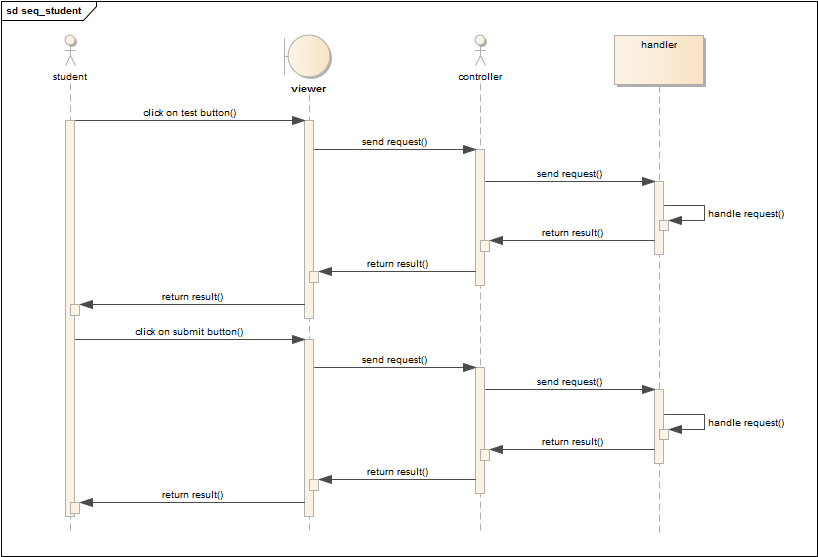 sd seq_student
student
viewer
controller
handler
click on test button()
send request()
send request()
handle request()
return result()
return result()
return result()
click on submit button()
send request()
send request()
handle request()
return result()
return result()
return result()